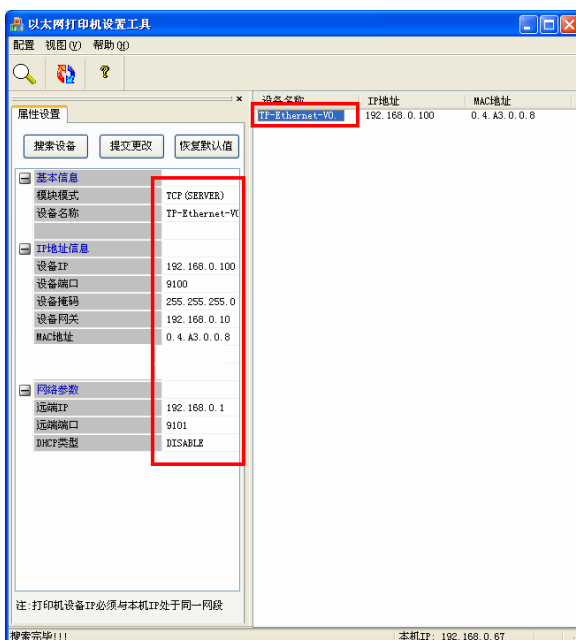 以太网打印机设置工具
配置 视图(V) 帮助(H)
属性设置
搜索设备 提交更改 恢复默认值
基本信息
模块模式 TCP(SERVER)
设备名称 TP-Ethernet-V0
IP地址信息
设备IP 192.168.0.100
设备端口 9100
设备掩码 255.255.255.0
设备网关 192.168.0.10
MAC地址 0.4.A3.0.0.8
网络参数
远端IP 192.168.0.1
远端端口 9101
DHCP类型 DISABLE
注:打印机设备IP必须与本机IP处于同一网段
设备名称 IP地址 MAC地址
TP-Ethernet-V0. 192.168.0.100 0.4.A3.0.0.8
搜索完毕!!! 本机IP: 192.168.0.67